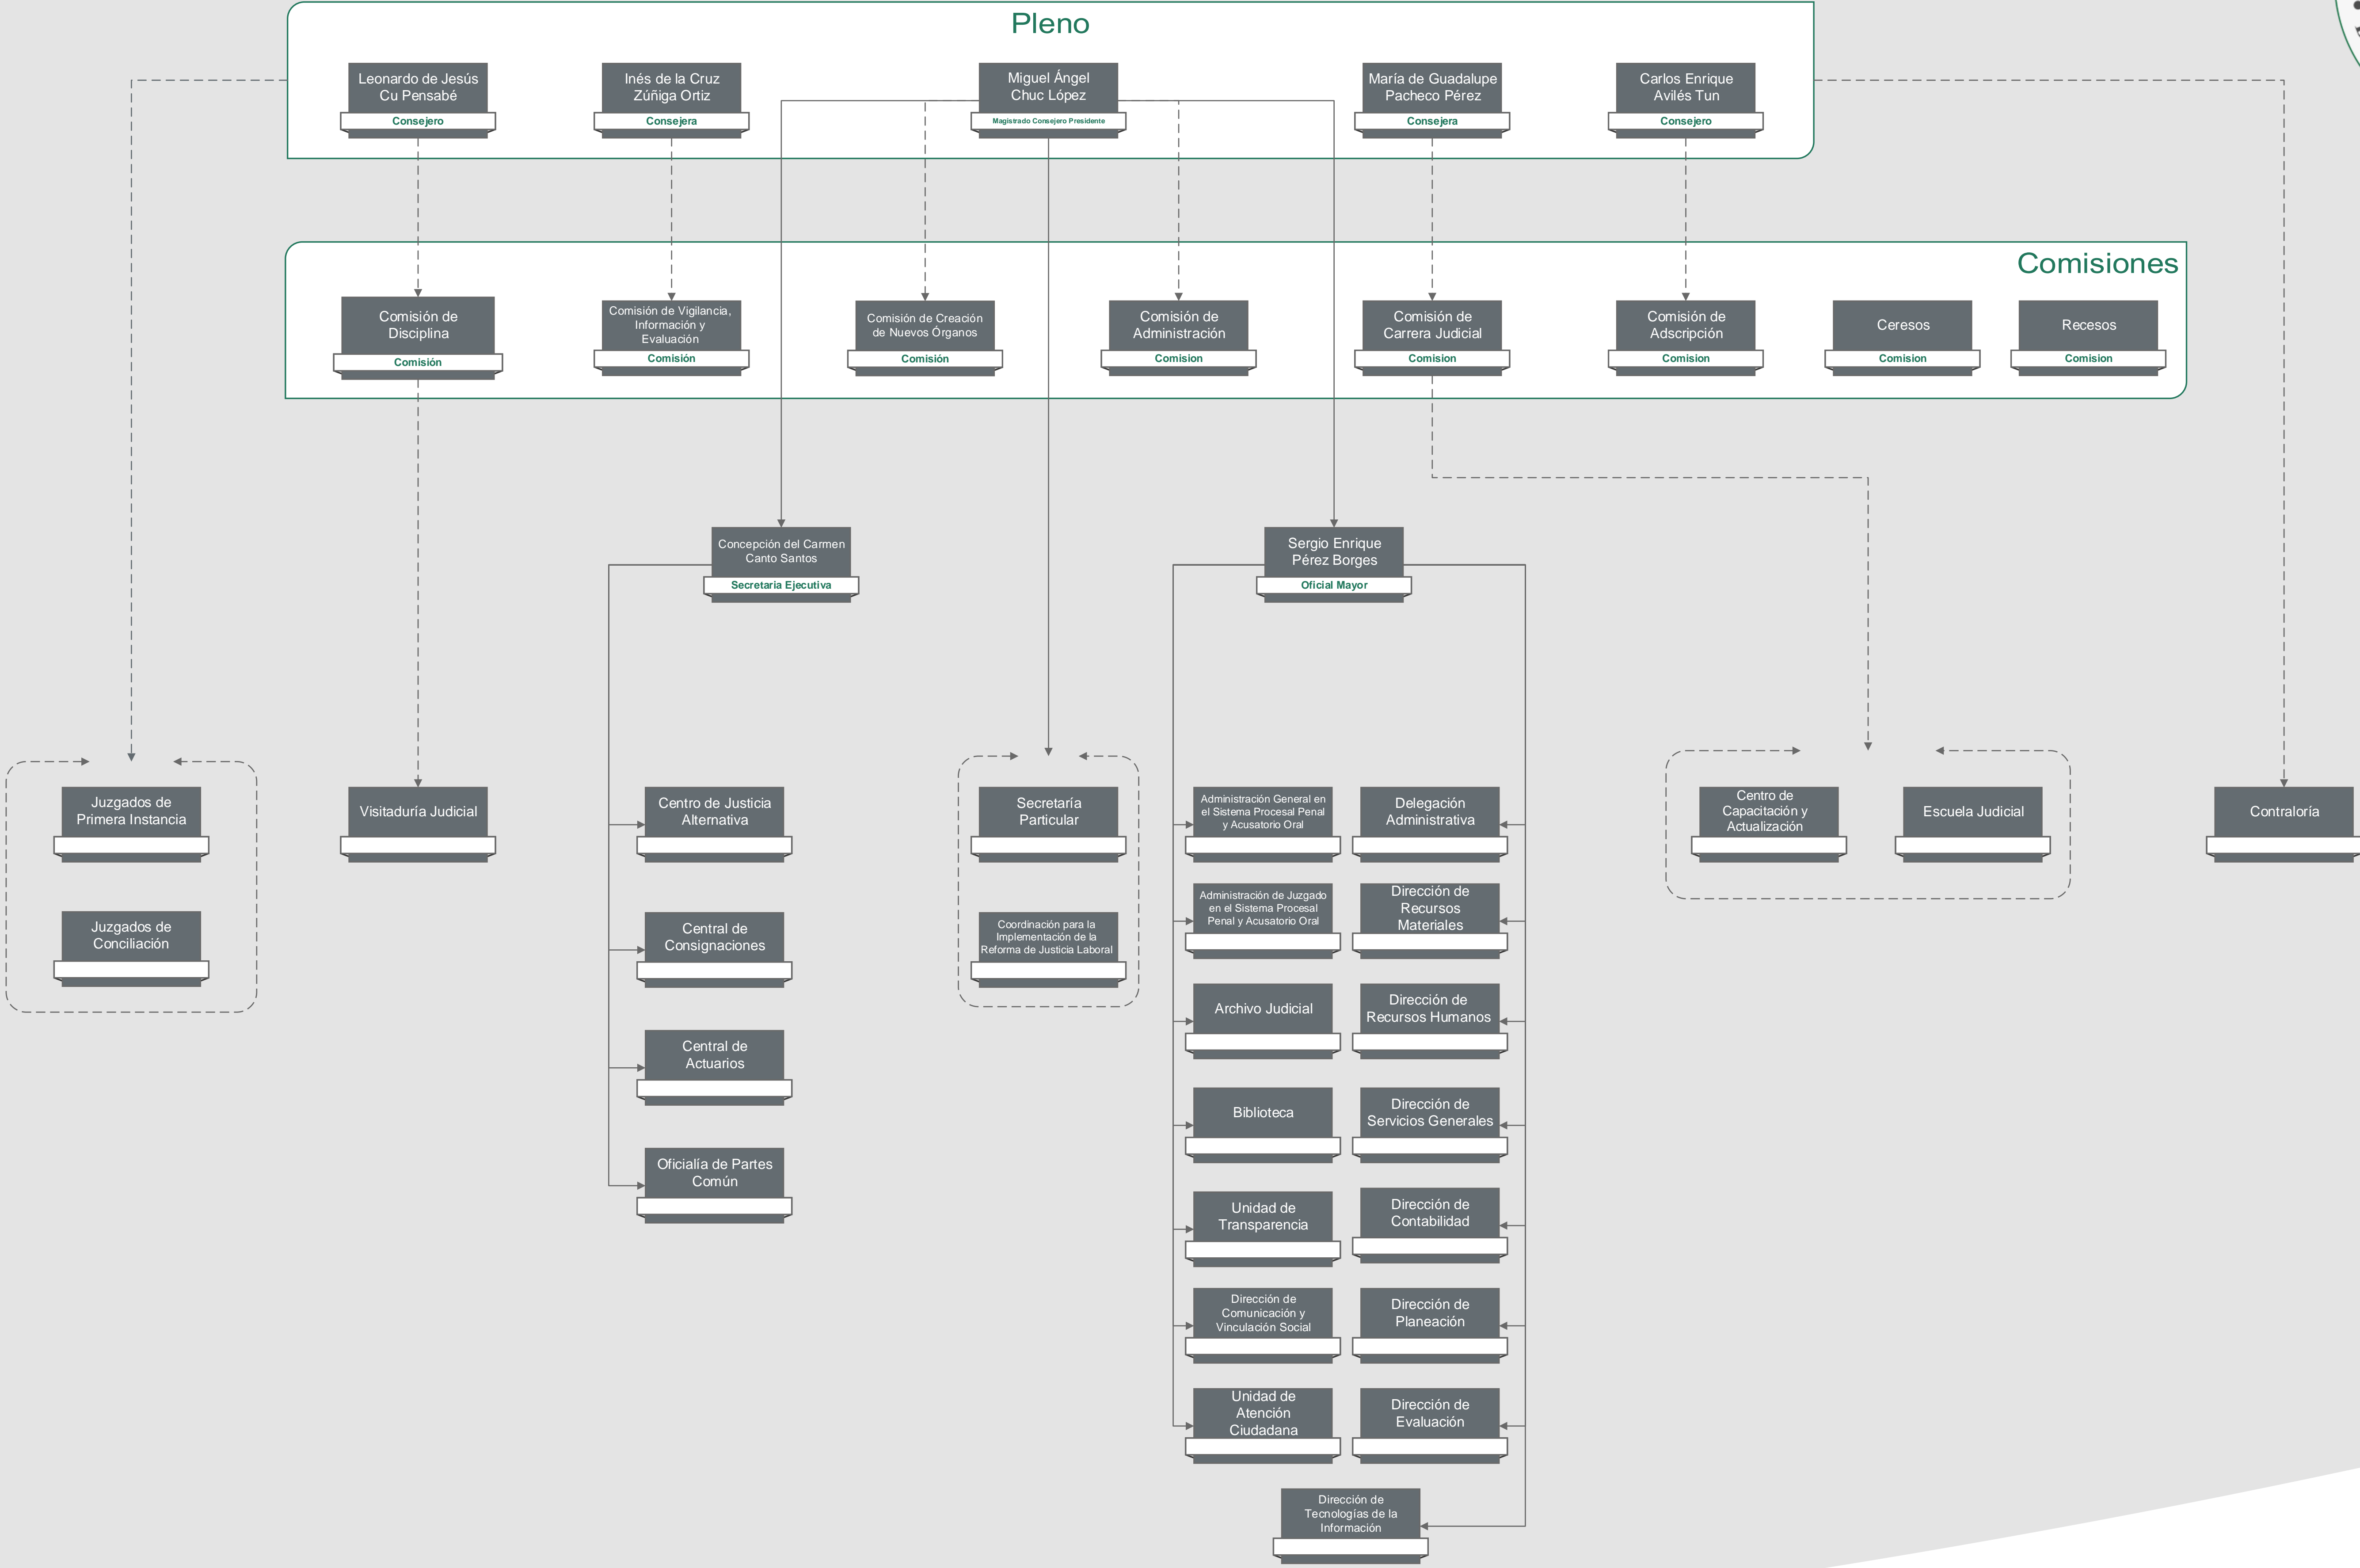 Pleno
Leonardo de Jesús
Cu Pensabé
Consejero
Inés de la Cruz
Zúñiga Ortiz
Consejera
Miguel Ángel
Chuc López
Magistrado Consejero Presidente
María de Guadalupe
Pacheco Pérez
Consejera
Carlos Enrique
Avilés Tun
Consejero
Comisiones
Comisión de
Disciplina
Comisión
Comisión de Vigilancia,
Información y
Evaluación
Comisión
Comisión de Creación
de Nuevos Órganos
Comisión
Comisión de
Administración
Comision
Comisión de
Carrera Judicial
Comision
Comisión de
Adscripción
Comision
Ceresos
Comision
Recesos
Comision
Concepción del Carmen
Canto Santos
Secretaria Ejecutiva
Sergio Enrique
Pérez Borges
Oficial Mayor
Juzgados de
Primera Instancia
Juzgados de
Conciliación
Visitaduría Judicial
Centro de Justicia
Alternativa
Central de
Consignaciones
Central de
Actuarios
Oficialía de Partes
Común
Secretaría
Particular
Coordinación para la
Implementación de la
Reforma de Justicia Laboral
Administración General en
el Sistema Procesal Penal
y Acusatorio Oral
Delegación
Administrativa
Administración de Juzgado
en el Sistema Procesal
Penal y Acusatorio Oral
Dirección de
Recursos
Materiales
Archivo Judicial
Dirección de
Recursos Humanos
Biblioteca
Dirección de
Servicios Generales
Unidad de
Transparencia
Dirección de
Contabilidad
Dirección de
Comunicación y
Vinculación Social
Dirección de
Planeación
Unidad de
Atención
Ciudadana
Dirección de
Evaluación
Dirección de
Tecnologías de la
Información
Centro de
Capacitación y
Actualización
Escuela Judicial
Contraloría